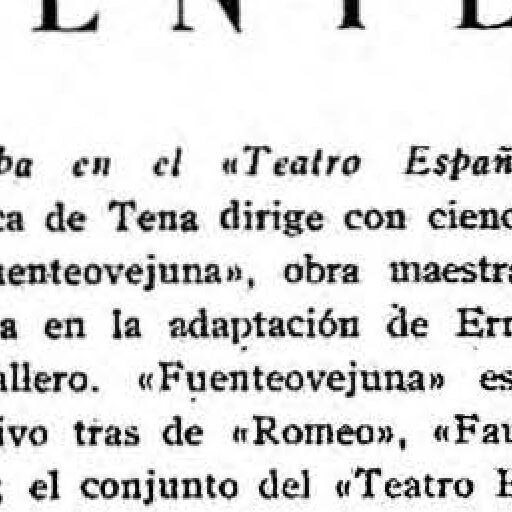 ba en el «Teatro Españ
ca de Tena dirige con cienc
uenteovejuna», obra maestra
a en la adaptación de Err
allero. «Fuenteovejuna» es
ivo tras de «Romeo», «Fau
; el conjunto del «Teatro E